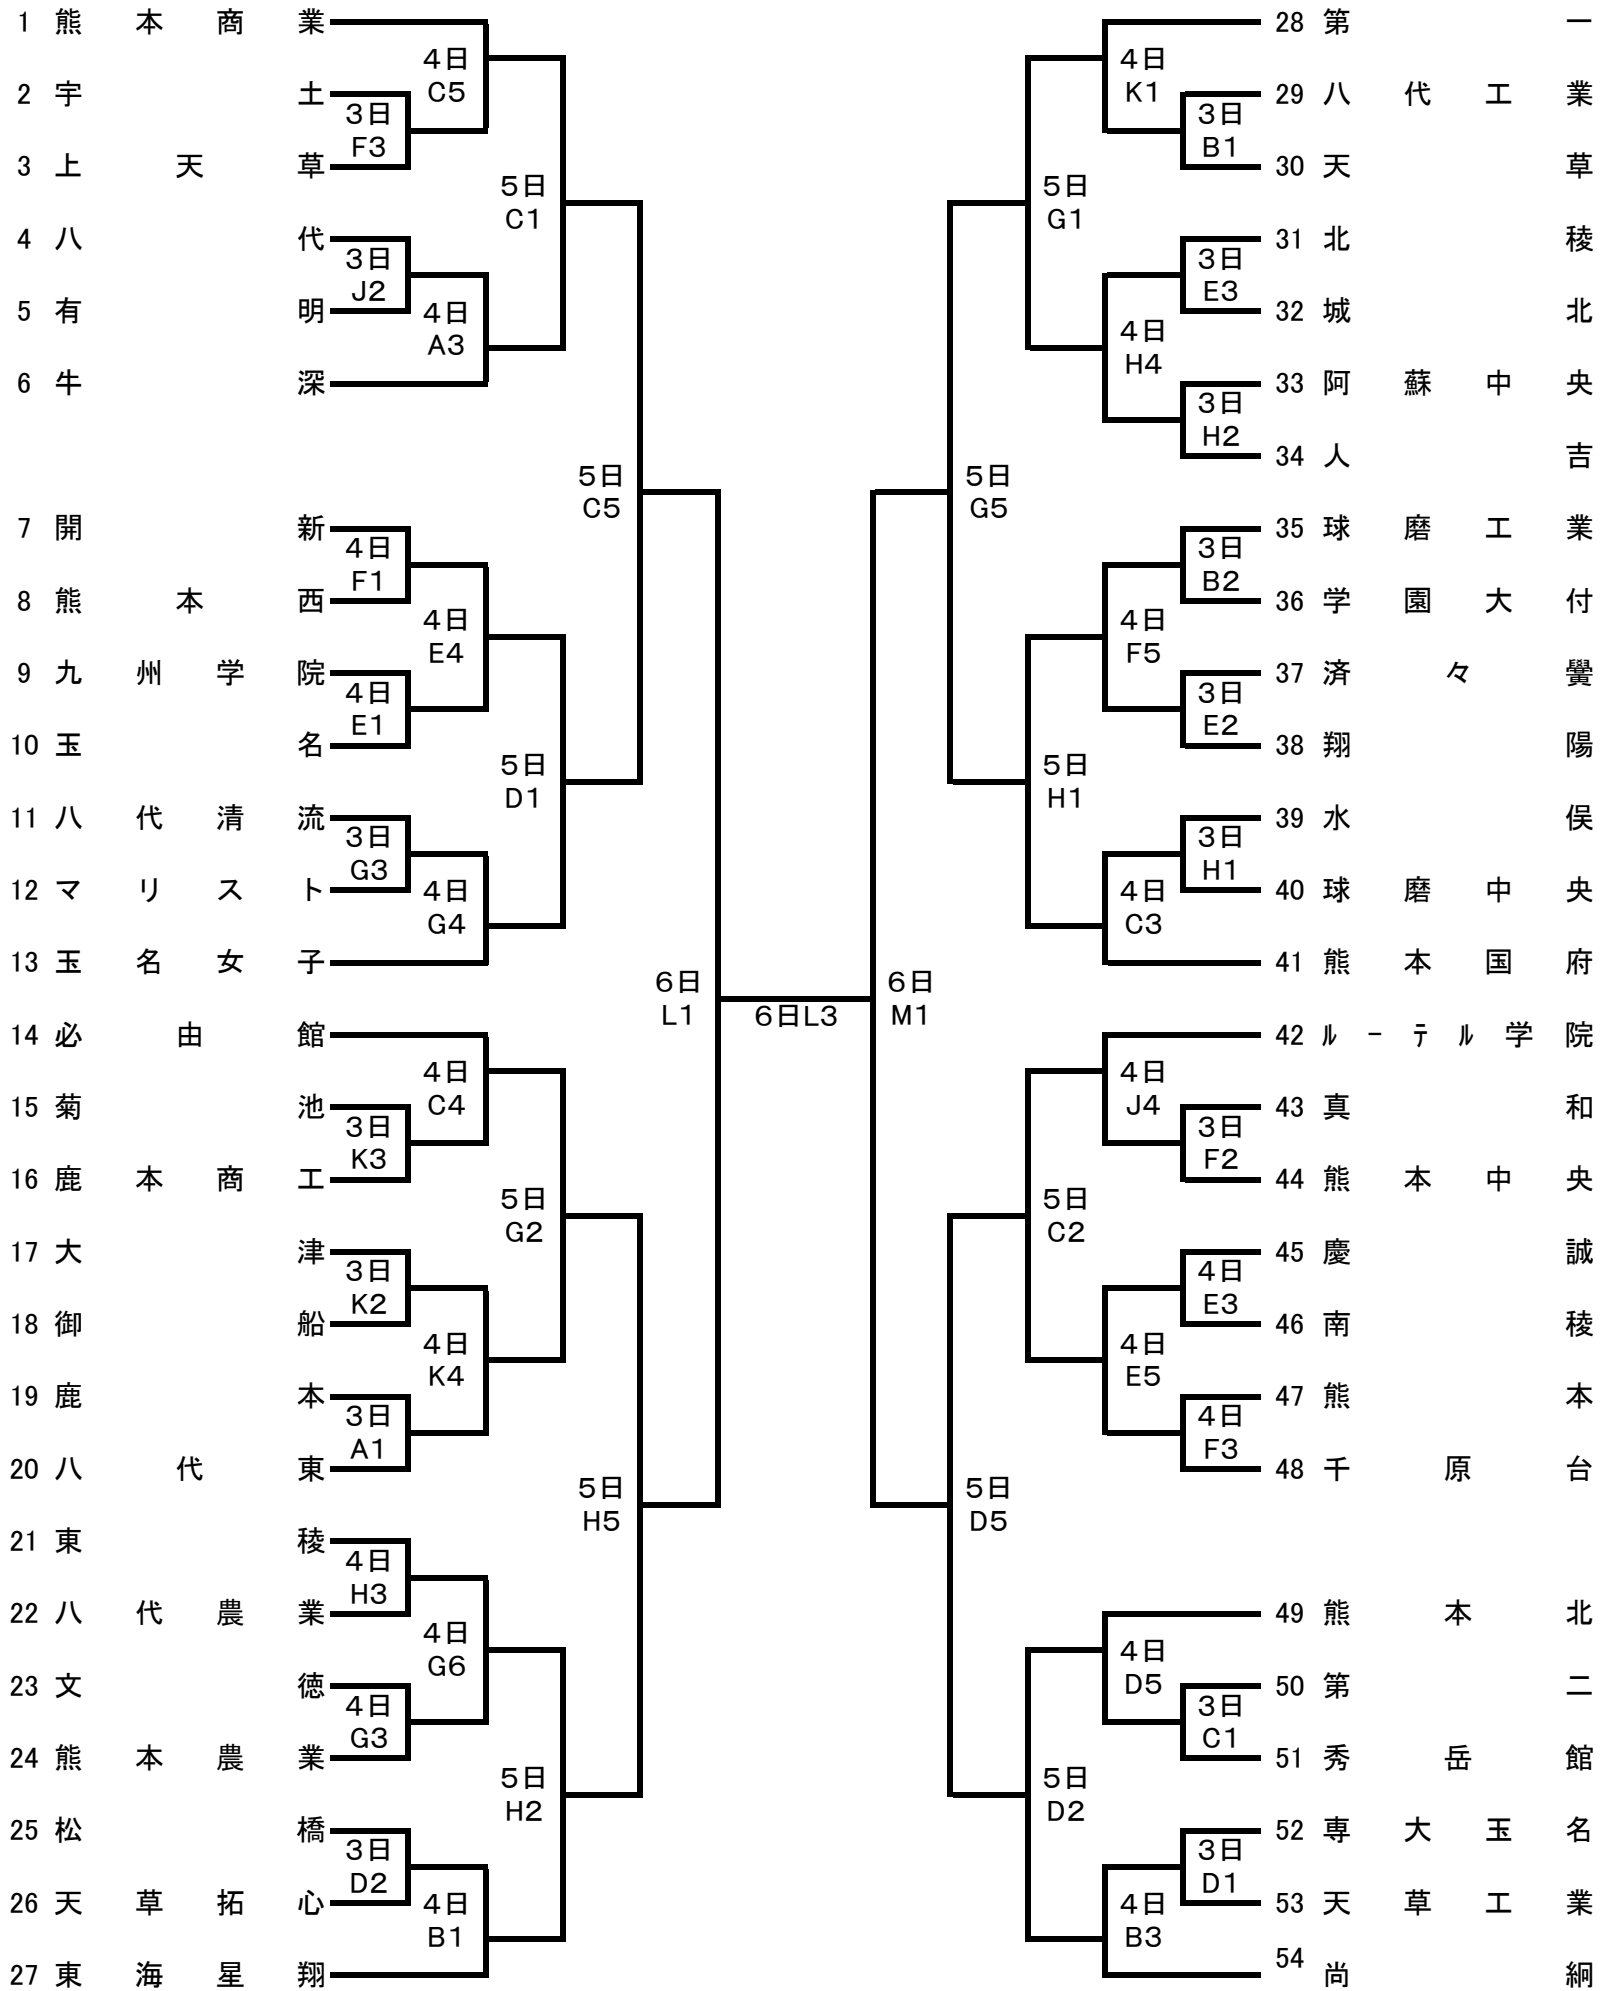 1 熊本商業
2 宇土
3 上天草
4 八代
5 有明
6 牛深
7 開新
8 熊本西
9 九州学院
10 玉名
11 八代清流
12 マリスト
13 玉名女子
14 必由館
15 菊池
16 鹿本商工
17 大津
18 御船
19 鹿本
20 八代東
21 東稜
22 八代農業
23 文徳
24 熊本農業
25 松橋
26 天草拓心
27 東海星翔
3日
F3
3日
J2
4日
F1
4日
E1
3日
G3
3日
K3
3日
K2
3日
A1
4日
H3
4日
G3
3日
D2
4日
C5
4日
A3
4日
E4
4日
G4
4日
C4
4日
K4
4日
G6
4日
B1
5日
C1
5日
D1
5日
G2
5日
H2
5日
C5
5日
H5
6日
L1
6日L3
6日
M1
5日
G5
5日
D5
5日
G1
5日
H1
5日
C2
5日
D2
4日
K1
4日
H4
4日
F5
4日
C3
4日
J4
4日
E5
4日
D5
4日
B3
3日
B1
3日
E3
3日
H2
3日
B2
3日
E2
3日
H1
3日
F2
4日
E3
4日
F3
3日
C1
3日
D1
28 第一
29 八代工業
30 天草
31 北稜
32 城北
33 阿蘇中央
34 人吉
35 球磨工業
36 学園大付
37 済々黌
38 翔陽
39 水俣
40 球磨中央
41 熊本国府
42 ﾙｰﾃﾙ学院
43 真和
44 熊本中央
45 慶誠
46 南稜
47 熊本
48 千原台
49 熊本北
50 第二
51 秀岳館
52 専大玉名
53 天草工業
54 尚絅